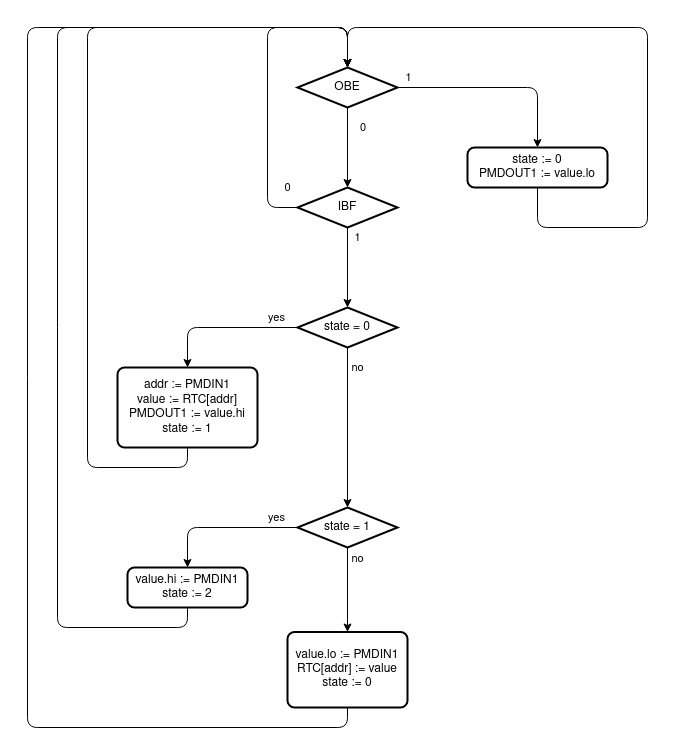 OBE
1
0
state := 0
PMDOUT1 := value.lo
0
IBF
1
yes
state = 0
no
addr := PMDIN1
value := RTC[addr]
PMDOUT1 := value.hi
state := 1
yes
state = 1
no
value.hi := PMDIN1
state := 2
value.lo := PMDIN1
RTC[addr] := value
state := 0